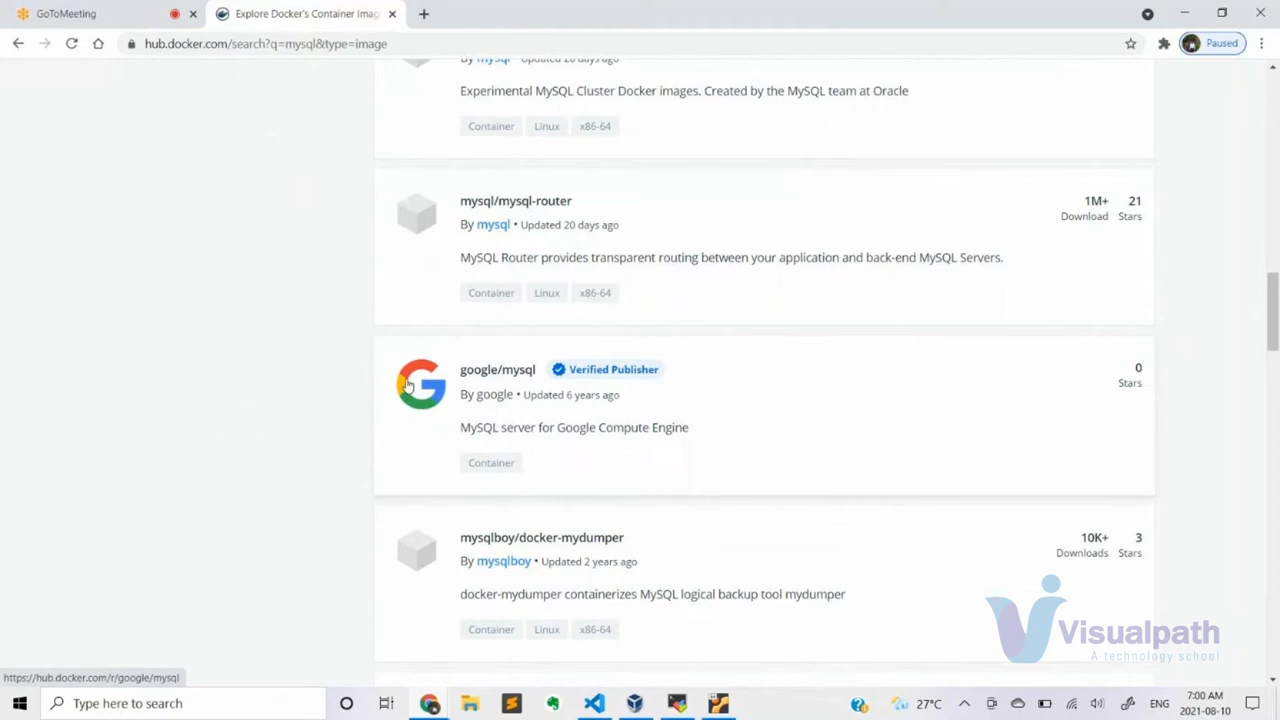 GoToMeeting
Explore Docker's Container Imag
hub.docker.com/search?q=mysql&type=image
Paused
By mysql • Updated 20 days ago
Experimental MySQL Cluster Docker images. Created by the MySQL team at Oracle
Container Linux x86-64
mysql/mysql-router
1M+ 21
By mysql • Updated 20 days ago
Download Stars
MySQL Router provides transparent routing between your application and back-end MySQL Servers.
Container Linux x86-64
google/mysql Verified Publisher
0
By google • Updated 6 years ago
Stars
MySQL server for Google Compute Engine
Container
mysqlboy/docker-mydumper
10K+ 3
By mysqlboy • Updated 2 years ago
Downloads Stars
docker-mydumper containerizes MySQL logical backup tool mydumper
Container Linux x86-64
Visualpath
A technology school
https://hub.docker.com/r/google/mysql
Type here to search
27°C
ENG
7:00 AM
2021-08-10